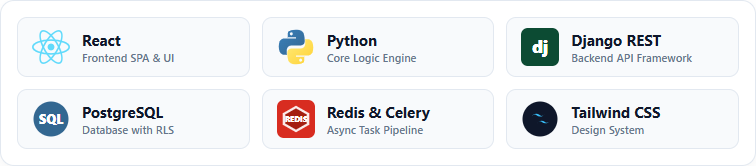 React
Frontend SPA & UI
Python
Core Logic Engine
dj
Django REST
Backend API Framework
SQL
PostgreSQL
Database with RLS
REDIS
Redis & Celery
Async Task Pipeline
Tailwind CSS
Design System